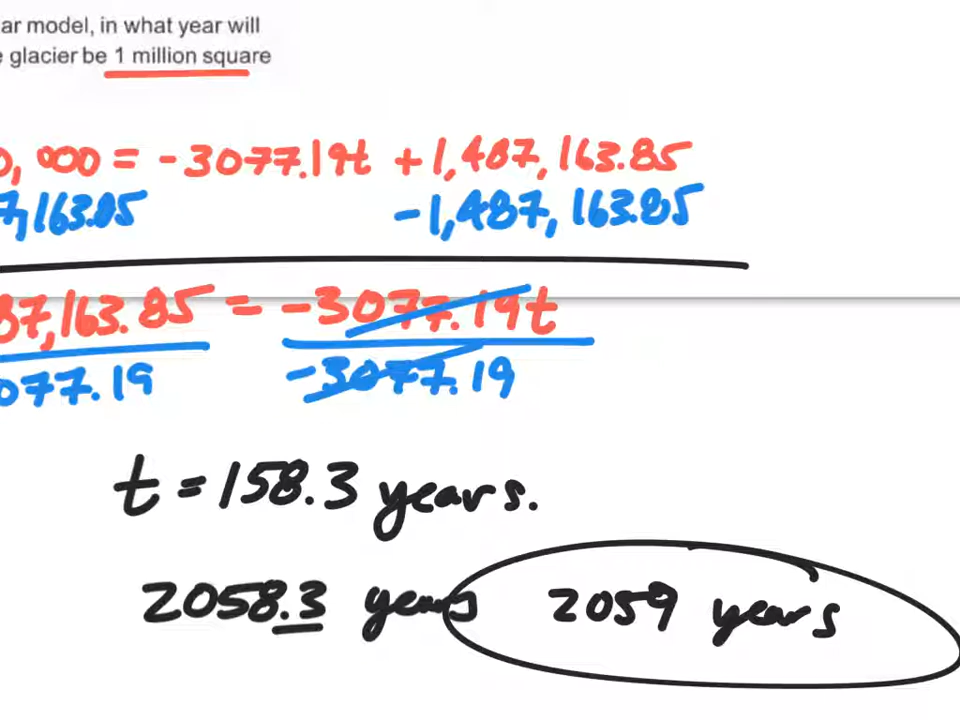 ar model, in what year will
e glacier be 1 million square
0,000 = -3077.19t + 1,487,163.85
7,163.85 -1,487,163.85
87,163.85 = -3077.19t
077.19 -3077.19
t = 158.3 years.
2058.3 years 2059 years